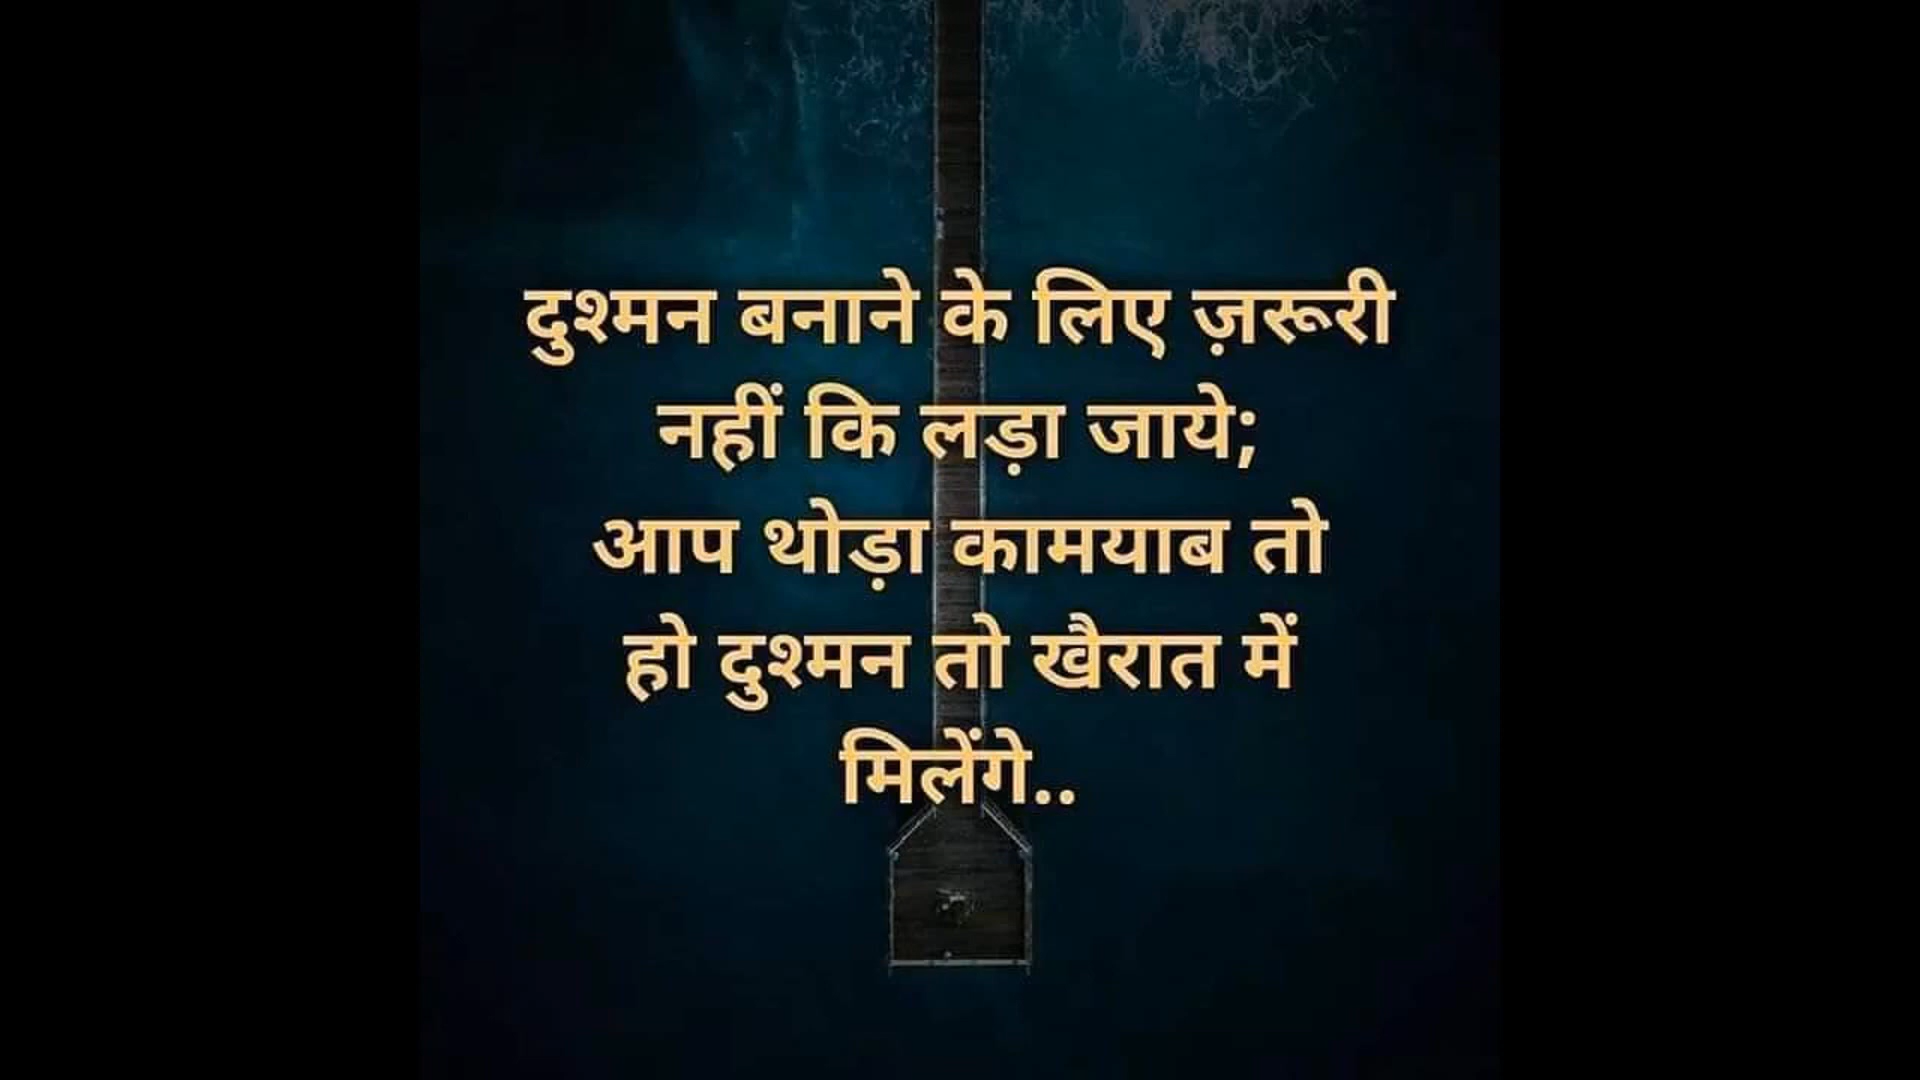 दुश्मन बनाने के लिए ज़रूरी
नहीं कि लड़ा जाये;
आप थोड़ा कामयाब तो
हो दुश्मन तो खैरात में
मिलेंगे..